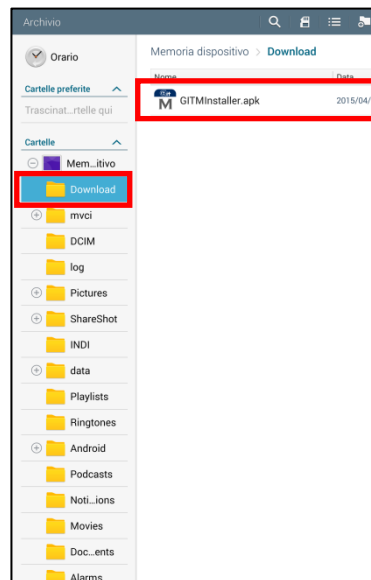 Archivio
Orario
Memoria dispositivo > Download
Cartelle preferite
Trascinat…rtelle qui
Nome
Data
GITMInstaller.apk
2015/04/
Cartelle
Mem…itivo
Download
mvci
DCIM
log
Pictures
ShareShot
INDI
data
Playlists
Ringtones
Android
Podcasts
Noti…ions
Movies
Doc…ents
Alarms